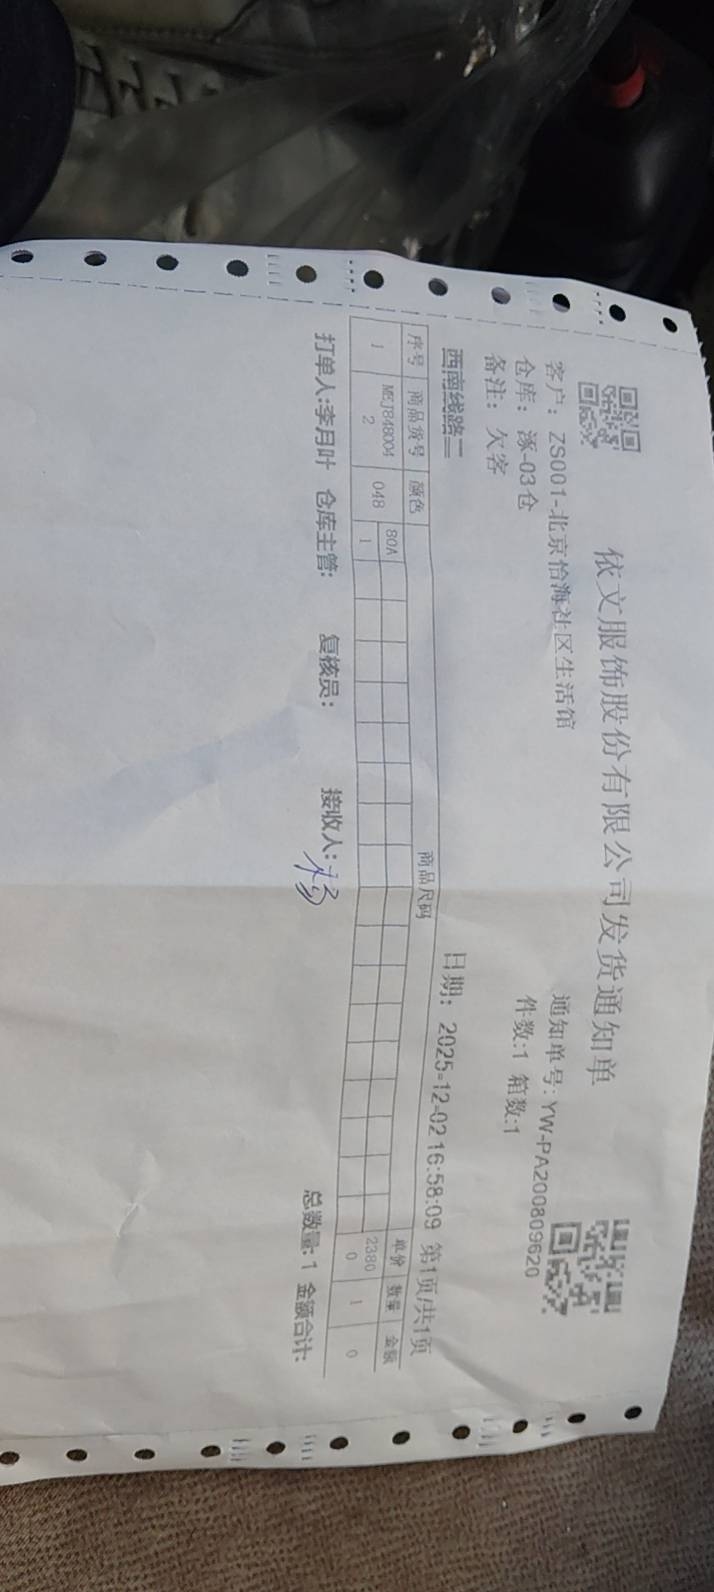 依文服饰股份有限公司发货通知单
客户：ZS001-北京怡海社区生活馆 通知单号：YW-PA200809620
仓库：涿-03仓 件数:1 箱数:1
备注：欠客
西南线路二 日期： 2025-12-02 16:58:09 第1页/共1页
序号 商品货号 颜色 商品尺码 单价 数量 金额
80A
1 MEJ848004 2 048 1 2380 0 1 0
打单人:李月叶 仓库主管: 复核员: 接收人:杨 总数量:1 金额合计: